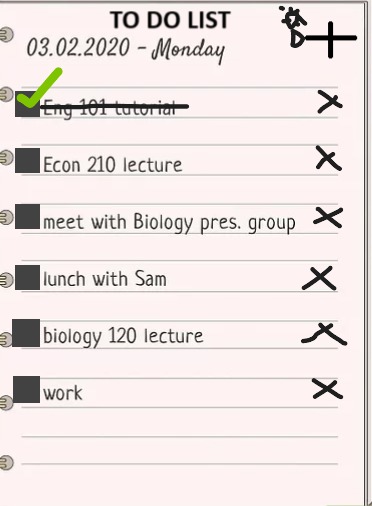 TO DO LIST
03.02.2020 - Monday
Eng 101 tutorial
Econ 210 lecture
meet with Biology pres. group
lunch with Sam
biology 120 lecture
work